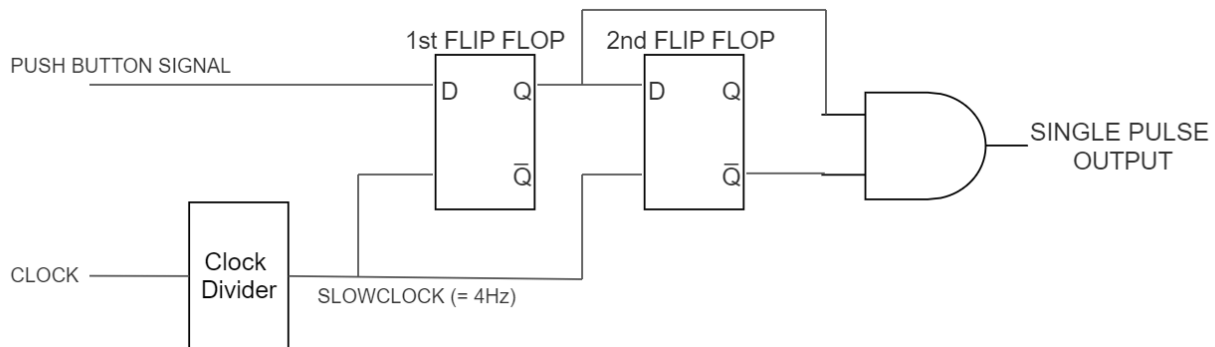 1st FLIP FLOP
2nd FLIP FLOP
PUSH BUTTON SIGNAL
D
Q
D
Q
Q̅
Q̅
SINGLE PULSE
OUTPUT
CLOCK
Clock
Divider
SLOWCLOCK (= 4Hz)